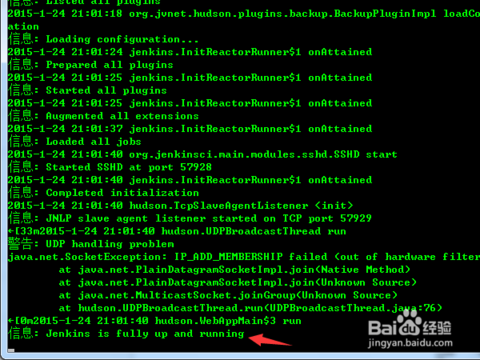 信息: Listed all plugins
2015-1-24 21:01:18 org.jvnet.hudson.plugins.backup.BackupPluginImpl loadCo
ation
信息: Loading configuration...
2015-1-24 21:01:24 jenkins.InitReactorRunner$1 onAttained
信息: Prepared all plugins
2015-1-24 21:01:25 jenkins.InitReactorRunner$1 onAttained
信息: Started all plugins
2015-1-24 21:01:25 jenkins.InitReactorRunner$1 onAttained
信息: Augmented all extensions
2015-1-24 21:01:37 jenkins.InitReactorRunner$1 onAttained
信息: Loaded all jobs
2015-1-24 21:01:40 org.jenkinsci.main.modules.sshd.SSHD start
信息: Started SSHD at port 57928
2015-1-24 21:01:40 jenkins.InitReactorRunner$1 onAttained
信息: Completed initialization
2015-1-24 21:01:40 hudson.TcpSlaveAgentListener <init>
信息: JNLP slave agent listener started on TCP port 57929
←[33m2015-1-24 21:01:40 hudson.UDPBroadcastThread run
警告: UDP handling problem
java.net.SocketException: IP_ADD_MEMBERSHIP failed (out of hardware filter
at java.net.PlainDatagramSocketImpl.join(Native Method)
at java.net.PlainDatagramSocketImpl.join(Unknown Source)
at java.net.MulticastSocket.joinGroup(Unknown Source)
at hudson.UDPBroadcastThread.run(UDPBroadcastThread.java:76)
←[0m2015-1-24 21:01:40 hudson.WebAppMain$3 run
信息: Jenkins is fully up and running
Baidu 经验
jingyan.baidu.com